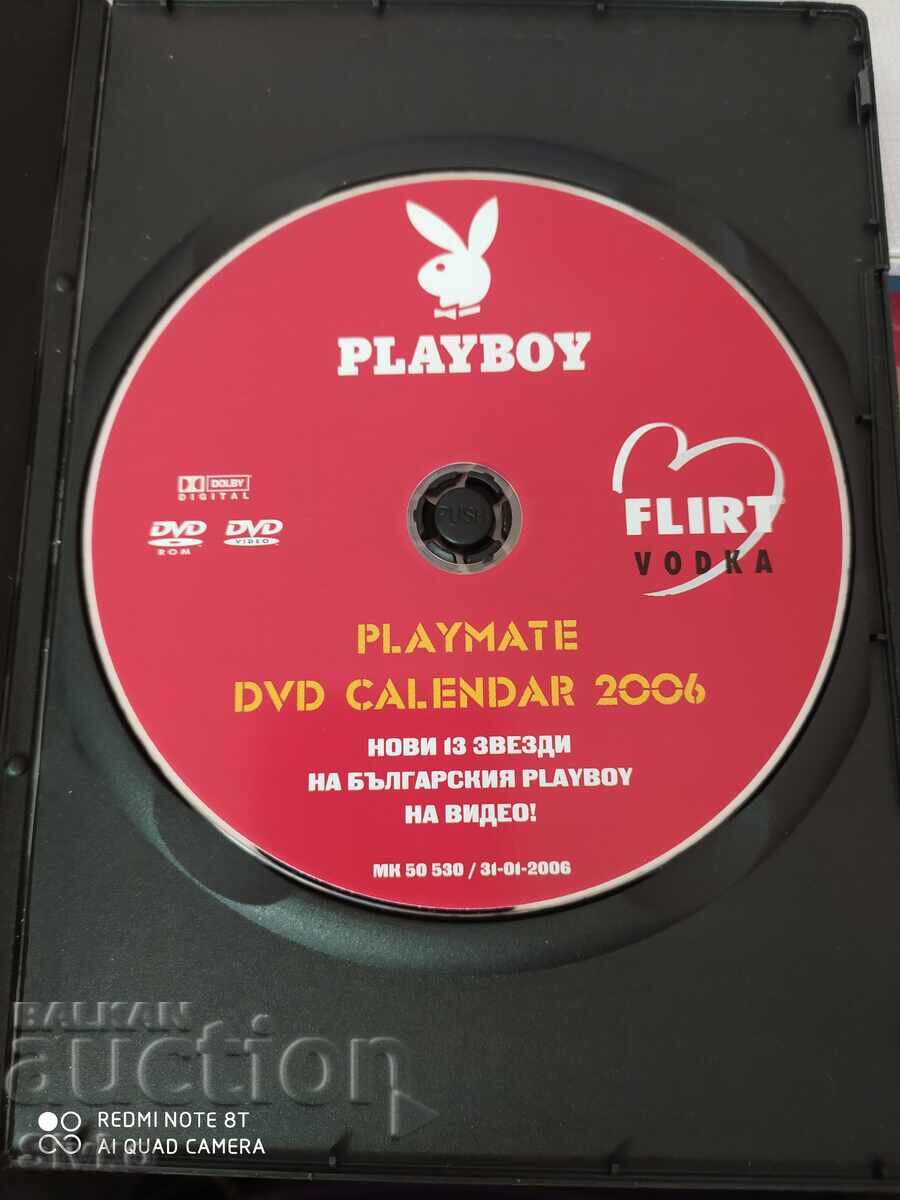 PLAYBOY
DOLBY
DIGITAL
DVD
ROM
DVD
VIDEO
PUSH
FLIRT
VODKA
PLAYMATE
DVD CALENDAR 2006
НОВИ 13 ЗВЕЗДИ
НА БЪЛГАРСКИЯ PLAYBOY
НА ВИДЕО!
МК 50 530 / 31-01-2006
BALKAN
auction
REDMI NOTE 8T
AI QUAD CAMERA